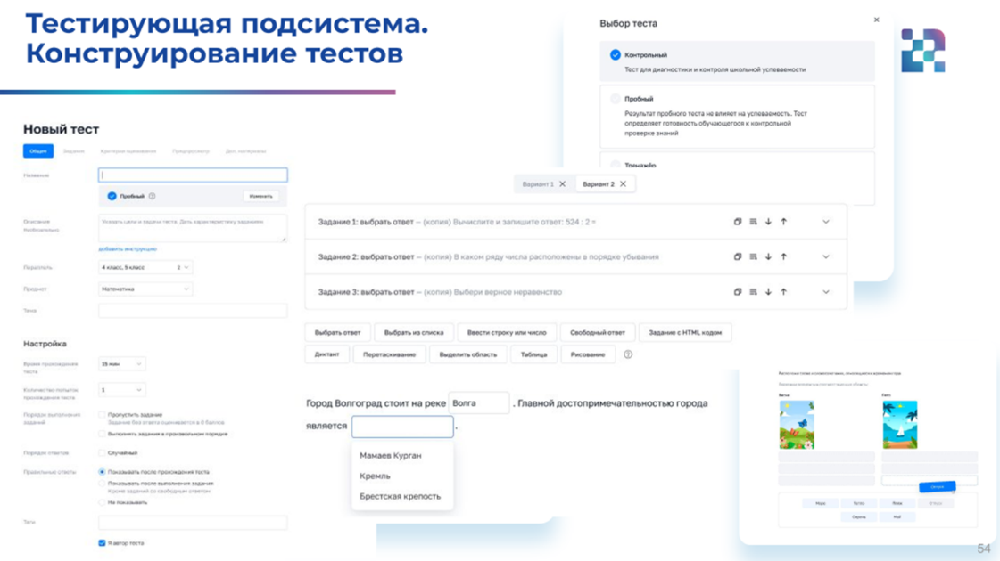 Тестирующая подсистема.
Конструирование тестов
Выбор теста
Контрольный
Тест для диагностики и контроля школьной успеваемости
Пробный
Результат пробного теста не влияет на успеваемость. Тест
определяет готовность обучающегося к контрольной
проверке знаний
Тренажёр
Новый тест
Общие
Задания
Критерии оценивания
Предпросмотр
Доп. материалы
Название
Пробный
Изменить
Описание
Необязательно
Указать цели и задачи теста. Дать характеристику заданиям
добавить инструкцию
Параллель
4 класс, 5 класс 2
Предмет
Математика
Тема
Настройка
Время прохождения
теста
15 мин
Количество попыток
прохождения теста
1
Порядок выполнения
заданий
Пропустить задание
Задание без ответа оценивается в 0 баллов
Выполнять задания в произвольном порядке
Порядок ответов
Случайный
Правильные ответы
Показывать после прохождения теста
Показывать после выполнения задания
Кроме заданий со свободным ответом
Не показывать
Теги
Я автор теста
Вариант 1
Вариант 2
Задание 1: выбрать ответ – (копия) Вычислите и запишите ответ: 524 : 2 =
Задание 2: выбрать ответ – (копия) В каком ряду числа расположены в порядке убывания
Задание 3: выбрать ответ – (копия) Выбери верное неравенство
Выбрать ответ
Выбрать из списка
Ввести строку или число
Свободный ответ
Задание с HTML кодом
Диктант
Перетаскивание
Выделить область
Таблица
Рисование
Город Волгоград стоит на реке Волга . Главной достопримечательностью города
является .
Мамаев Курган
Кремль
Брестская крепость
54